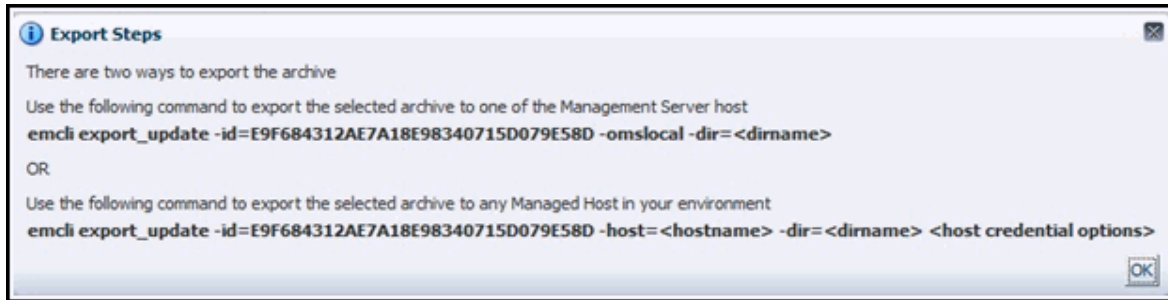 Export Steps
There are two ways to export the archive
Use the following command to export the selected archive to one of the Management Server host
emcli export_update -id=E9F684312AE7A18E98340715D079E58D -omslocal -dir=<dirname>
OR
Use the following command to export the selected archive to any Managed Host in your environment
emcli export_update -id=E9F684312AE7A18E98340715D079E58D -host=<hostname> -dir=<dirname> <host credential options>
OK